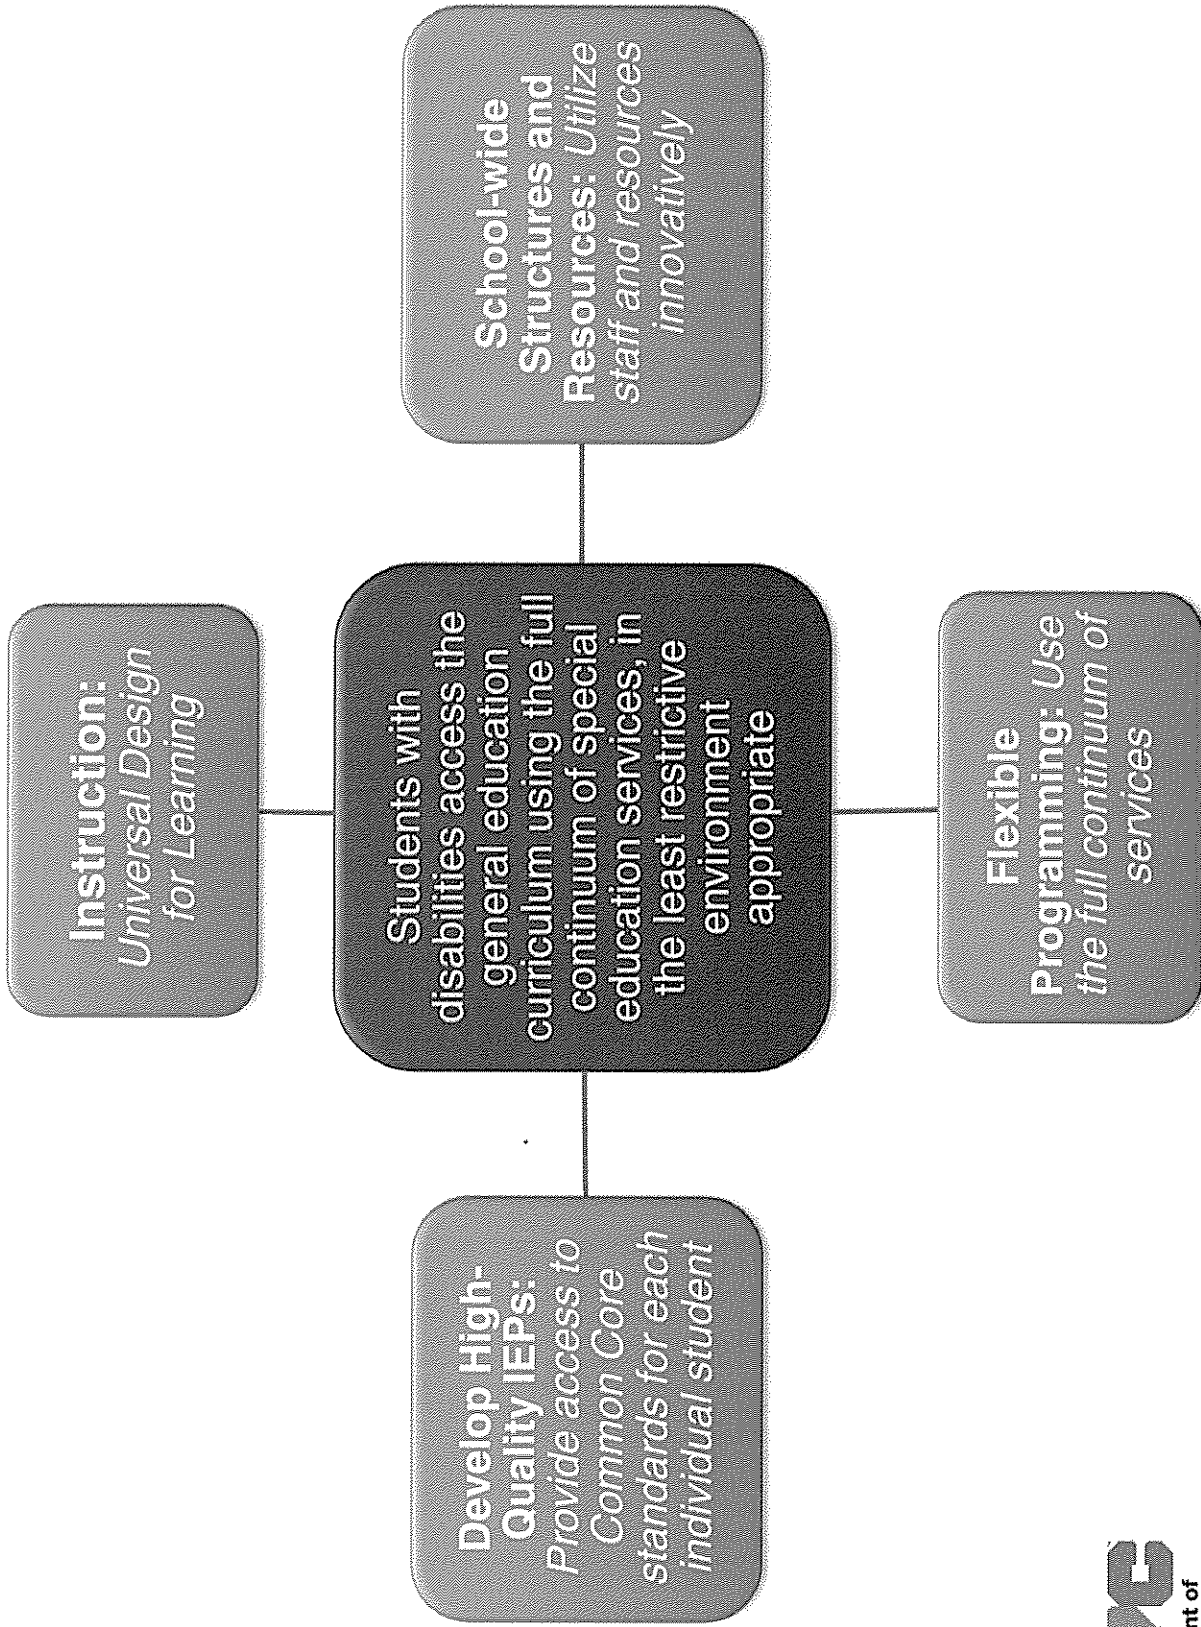 Instruction:
Universal Design
for Learning
Develop High-
Quality IEPs:
Provide access to
Common Core
standards for each
individual student
Students with
disabilities access the
general education
curriculum using the full
continuum of special
education services, in
the least restrictive
environment
appropriate
School-wide
Structures and
Resources: Utilize
staff and resources
innovatively
Flexible
Programming: Use
the full continuum of
services
nt of